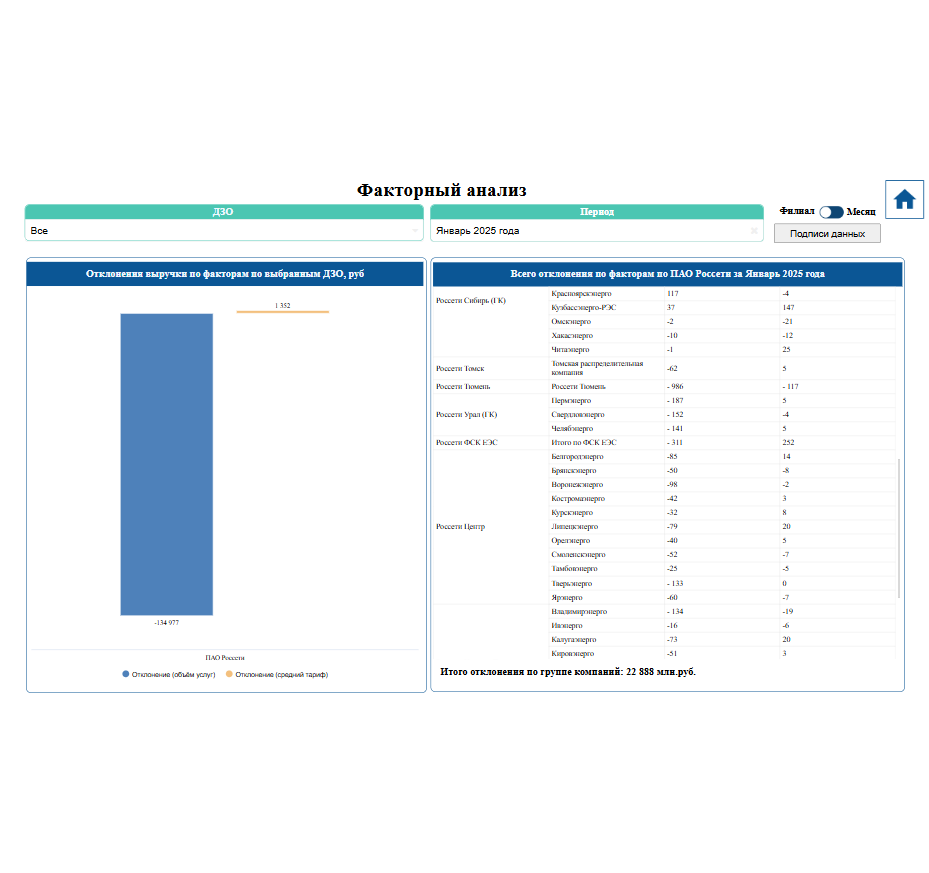 Факторный анализ
ДЗО
Период
Филиал Месяц
Все
Январь 2025 года
Подписи данных
Отклонения выручки по факторам по выбранным ДЗО, руб
1 352
-134 977
ПАО Россети
Отклонение (объём услуг) Отклонение (средний тариф)
Всего отклонения по факторам по ПАО Россети за Январь 2025 года
Россети Сибирь (ГК)
Красноярскэнерго 117 -4
Кузбассэнерго-РЭС 37 147
Омскэнерго -2 -21
Хакасэнерго -10 -12
Читаэнерго -1 25
Россети Томск Томская распределительная компания -62 5
Россети Тюмень Россети Тюмень - 986 - 117
Россети Урал (ГК)
Пермэнерго - 187 5
Свердловэнерго - 152 -4
Челябэнерго - 141 5
Россети ФСК ЕЭС Итого по ФСК ЕЭС - 311 252
Россети Центр
Белгородэнерго -85 14
Брянскэнерго -50 -8
Воронежэнерго -98 -2
Костромаэнерго -42 3
Курскэнерго -32 8
Липецкэнерго -79 20
Орелэнерго -40 5
Смоленскэнерго -52 -7
Тамбовэнерго -25 -5
Тверьэнерго - 133 0
Ярэнерго -60 -7
Владимирэнерго - 134 -19
Ивэнерго -16 -6
Калугаэнерго -73 20
Кировэнерго -51 3
Итого отклонения по группе компаний: 22 888 млн.руб.